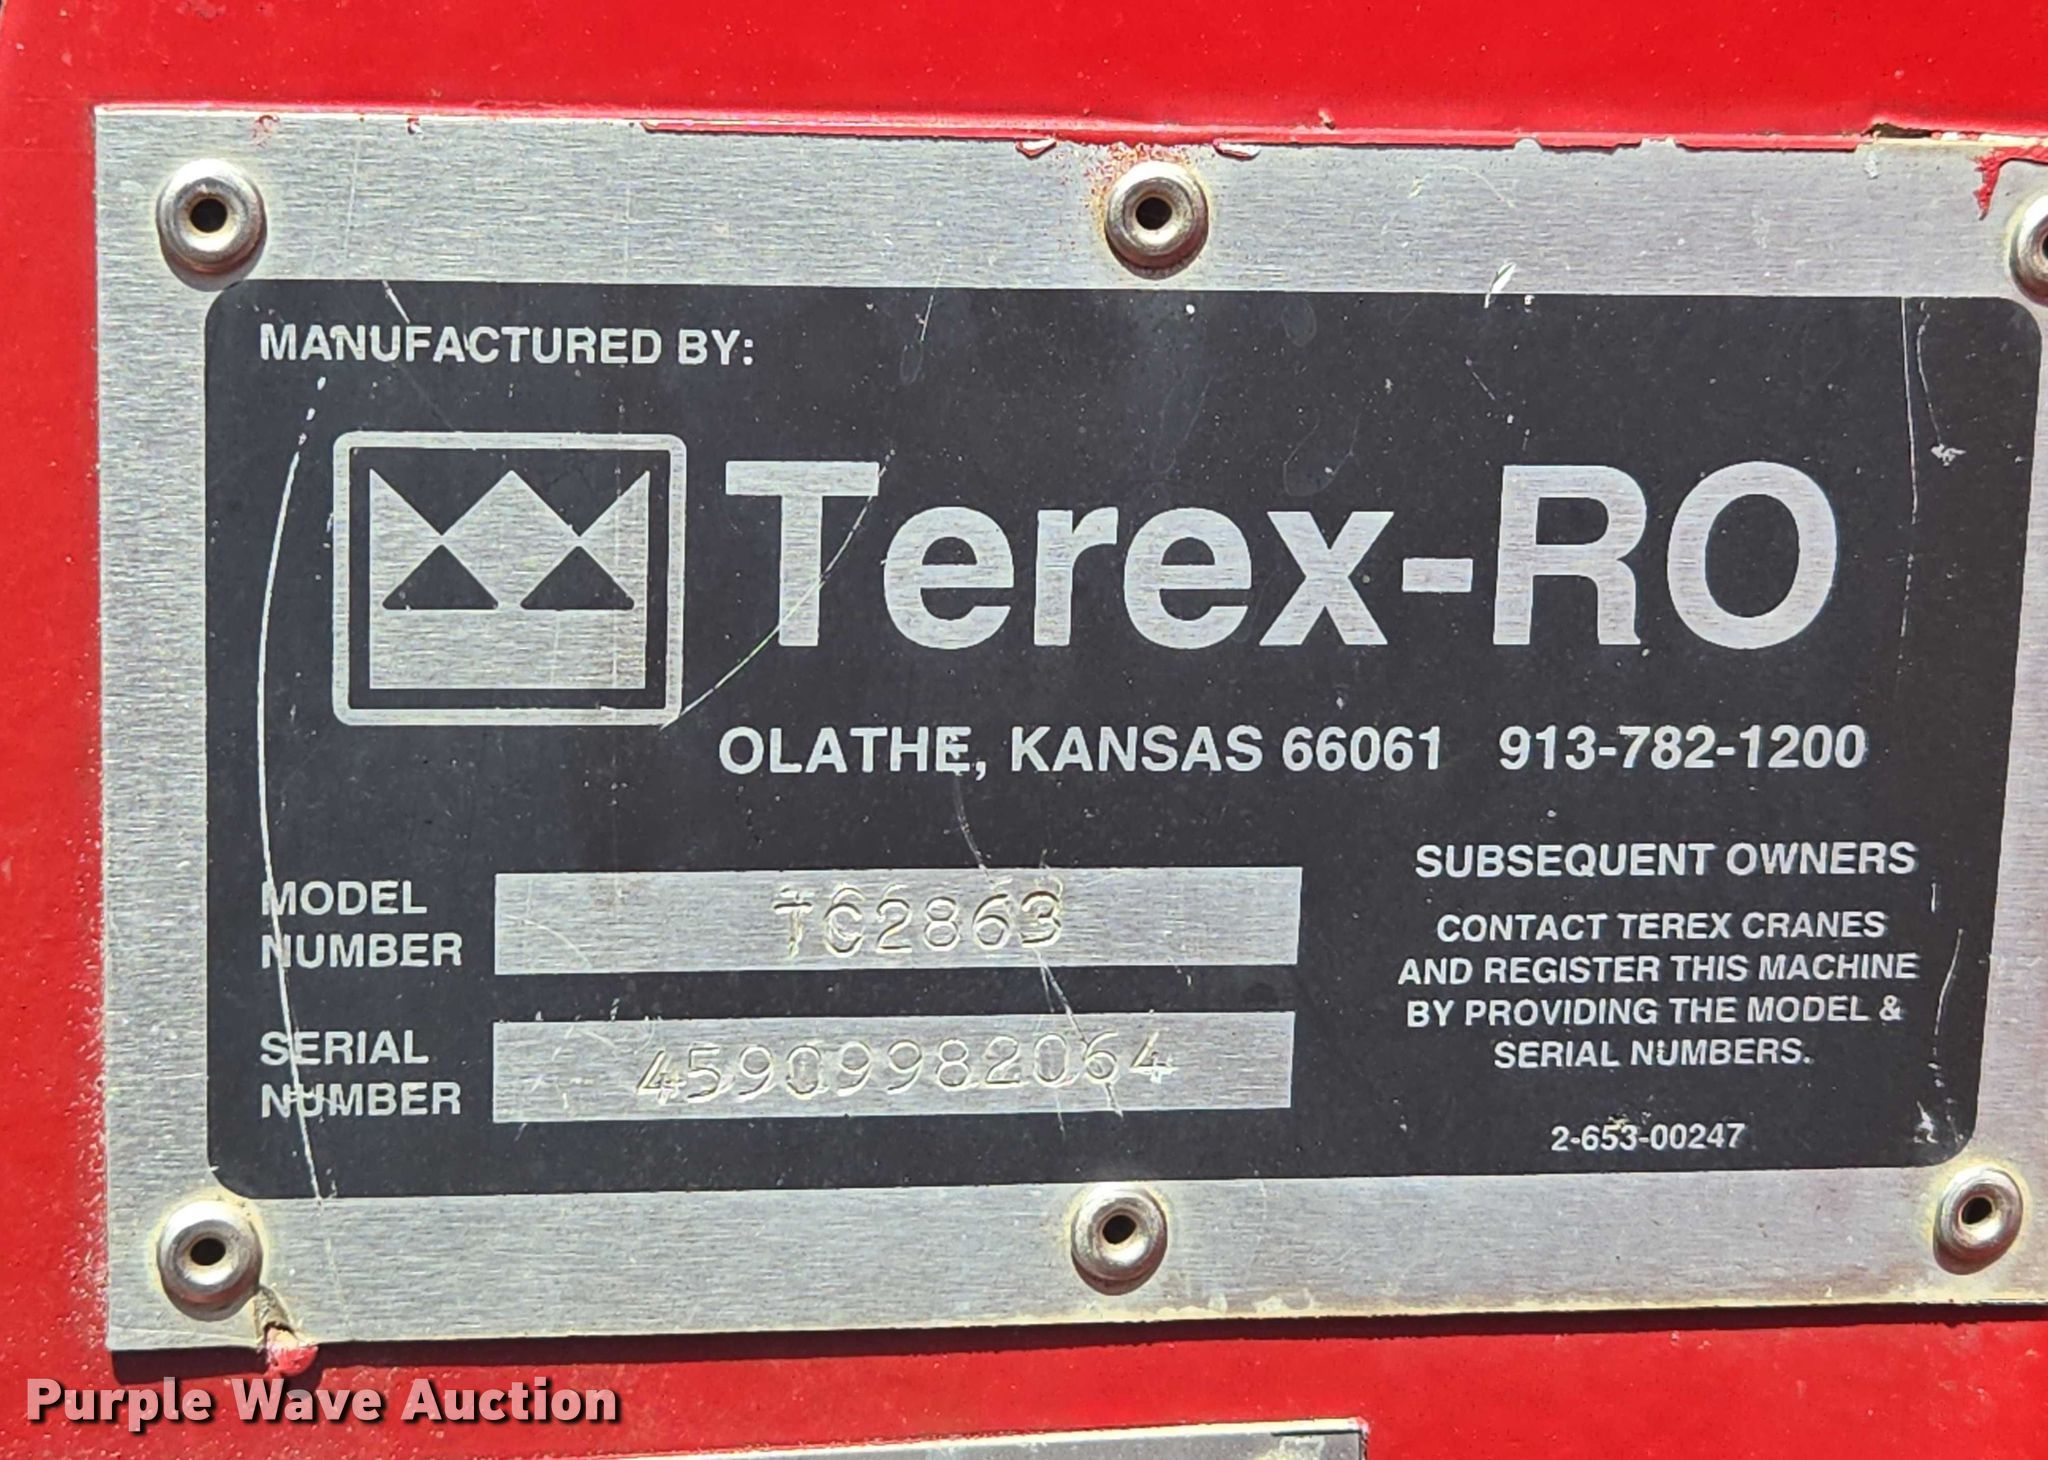 MANUFACTURED BY:
Terex-RO
OLATHE, KANSAS 66061 913-782-1200
MODEL
NUMBER
TC2863
SERIAL
NUMBER
45909982064
SUBSEQUENT OWNERS
CONTACT TEREX CRANES
AND REGISTER THIS MACHINE
BY PROVIDING THE MODEL &
SERIAL NUMBERS.
2-653-00247
Purple Wave Auction